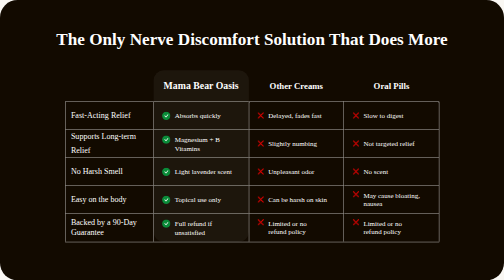 The Only Nerve Discomfort Solution That Does More
Mama Bear Oasis
Other Creams
Oral Pills
Fast-Acting Relief
Absorbs quickly
Delayed, fades fast
Slow to digest
Supports Long-term
Relief
Magnesium + B
Vitamins
Slightly numbing
Not targeted relief
No Harsh Smell
Light lavender scent
Unpleasant odor
No scent
Easy on the body
Topical use only
Can be harsh on skin
May cause bloating,
nausea
Backed by a 90-Day
Guarantee
Full refund if
unsatisfied
Limited or no
refund policy
Limited or no
refund policy